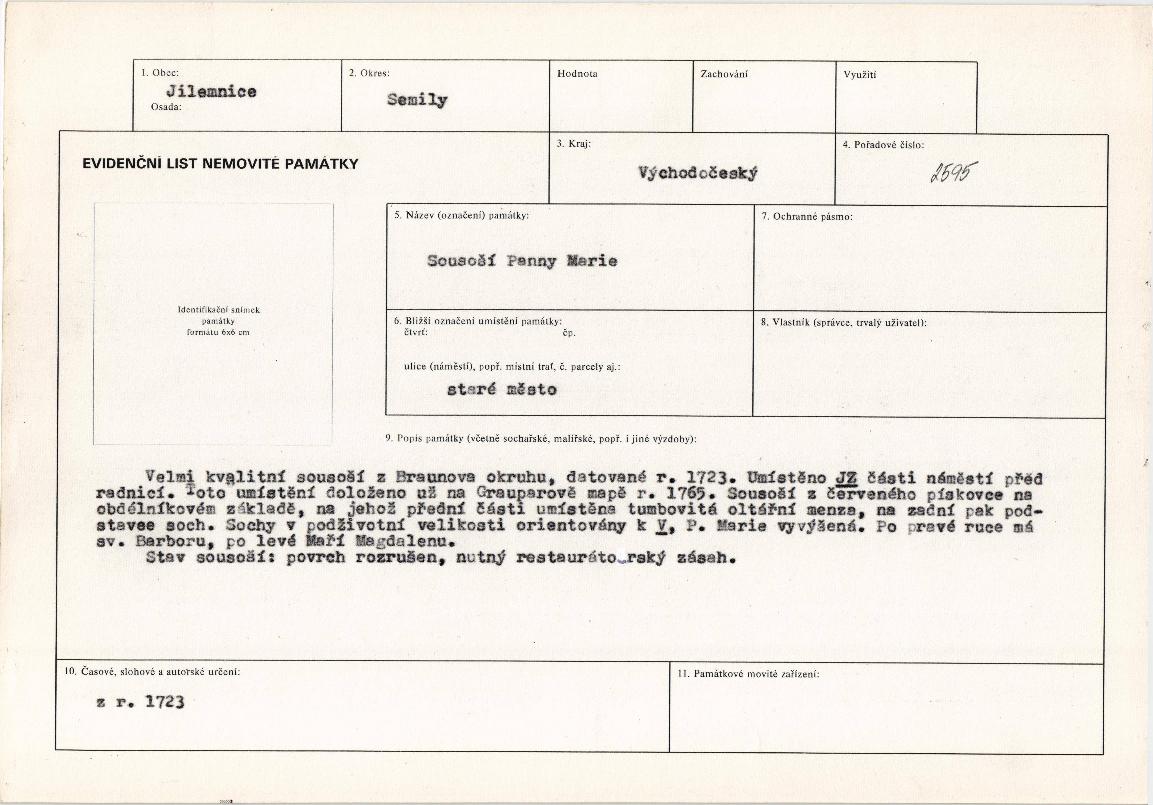 1. Obec:
Jilemnice
Osada:
2. Okres:
Semily
Hodnota
Zachování
Využití
EVIDENČNÍ LIST NEMOVITÉ PAMÁTKY
3. Kraj:
Východočeský
4. Pořadové číslo:
2595
Identifikační snímek
památky
formátu 6x6 cm
5. Název (označení) památky:
Sousoší Panny Marie
7. Ochranné pásmo:
6. Bližší označení umístění památky:
čtvrť: čp.
ulice (náměstí), popř. místní trať, č. parcely aj.:
staré město
8. Vlastník (správce, trvalý uživatel):
9. Popis památky (včetně sochařské, malířské, popř. i jiné výzdoby):
Velmi kvalitní sousoší z Braunova okruhu, datované r. 1723. Umístěno JZ části náměstí před
radnicí. Toto umístění doloženo už na Grauparově mapě r. 1765. Sousoší z červeného pískovce na
obdélníkovém základě, na jehož přední části umístěna tumbovitá oltářní menza, na zadní pak pod-
stavec soch. Sochy v podživotní velikosti orientovány k V, P. Marie vyvýšená. Po pravé ruce má
sv. Barboru, po levé Maří Magdalenu.
Stav sousoší: povrch rozrušen, nutný restaurátorský zásah.
10. Časové, slohové a autorské určení:
z r. 1723
11. Památkové movité zařízení: